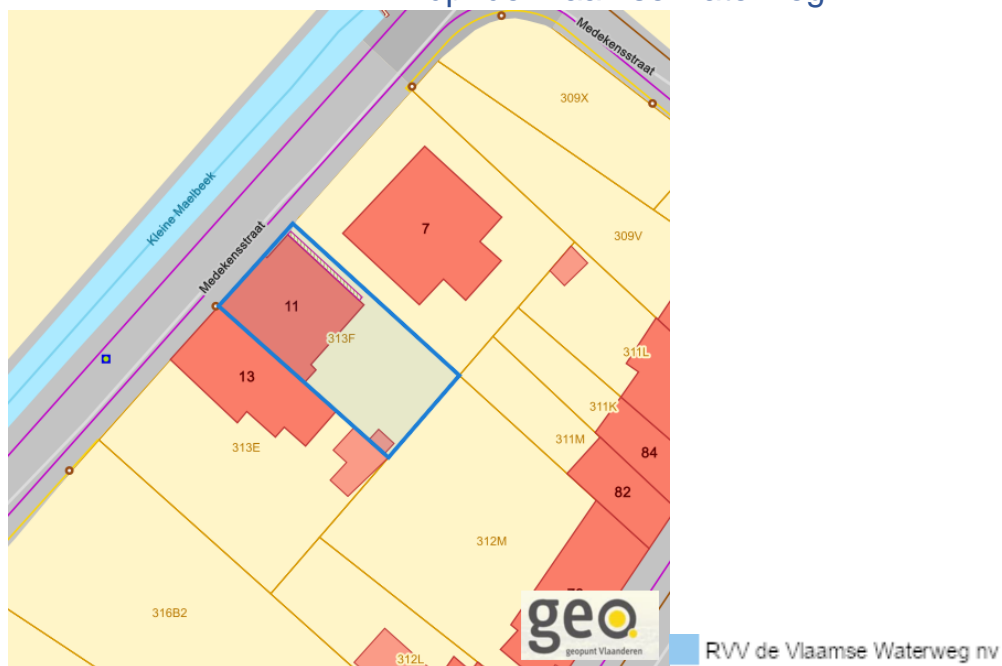 Medekensstraat
309X
Kleine Maelbeek
7
Medekensstraat
309V
11
313F
311L
13
311K
84
311M
313E
82
312M
316B2
geo.
geopunt Vlaanderen
312L
RVV de Vlaamse Waterweg nv